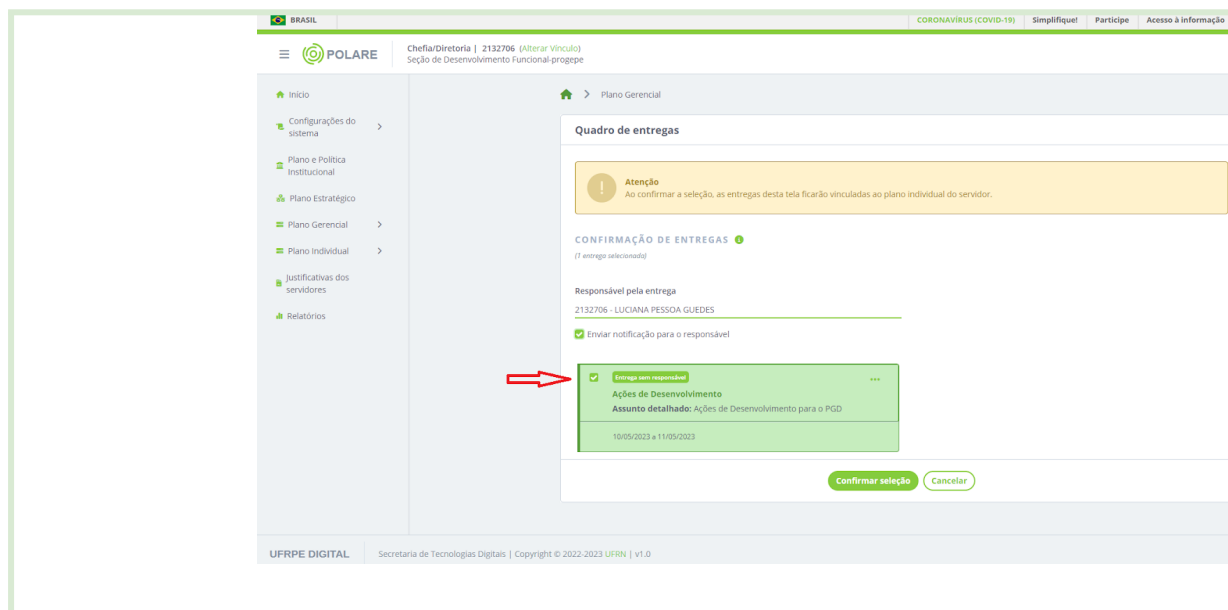 BRASIL
CORONAVÍRUS (COVID-19) Simplifique! Participe Acesso à informação
POLARE
Chefia/Diretoria | 2132706 (Alterar Vínculo)
Seção de Desenvolvimento Funcional-progepe
Início
Configurações do
sistema
Plano e Política
Institucional
Plano Estratégico
Plano Gerencial
Plano Individual
Justificativas dos
servidores
Relatórios
Plano Gerencial
Quadro de entregas
Atenção
Ao confirmar a seleção, as entregas desta tela ficarão vinculadas ao plano individual do servidor.
CONFIRMAÇÃO DE ENTREGAS
(1 entrega selecionada)
Responsável pela entrega
2132706 - LUCIANA PESSOA GUEDES
Enviar notificação para o responsável
Entrega sem responsável
Ações de Desenvolvimento
Assunto detalhado: Ações de Desenvolvimento para o PGD
10/05/2023 a 11/05/2023
Confirmar seleção Cancelar
UFRPE DIGITAL
Secretaria de Tecnologias Digitais | Copyright © 2022-2023 UFRN | v1.0